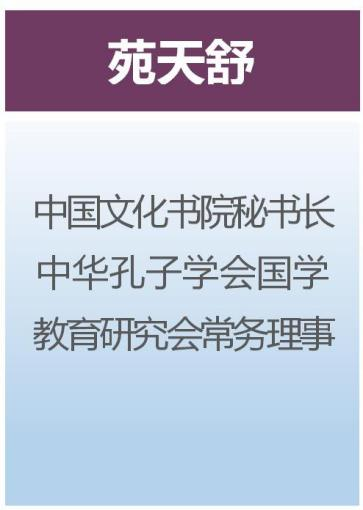 苑天舒
中国文化书院秘书长
中华孔子学会国学
教育研究会常务理事